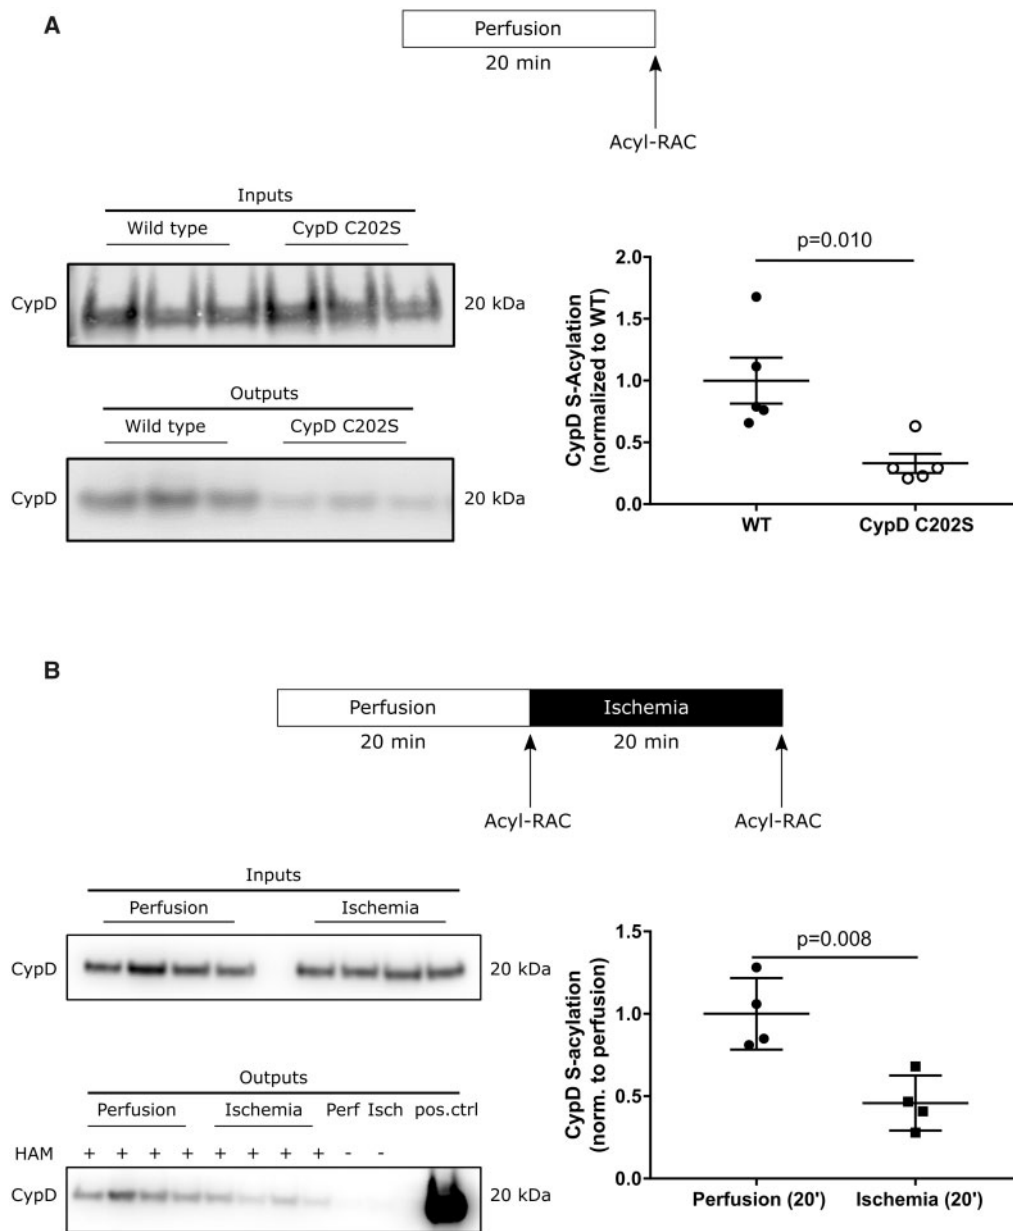 A
Perfusion
20 min
Acyl-RAC
Inputs
Wild type CypD C202S
CypD 20 kDa
Outputs
Wild type CypD C202S
CypD 20 kDa
p=0.010
CypD S-Acylation
(normalized to WT)
2.0
1.5
1.0
0.5
0.0
WT CypD C202S
B
Perfusion Ischemia
20 min 20 min
Acyl-RAC Acyl-RAC
Inputs
Perfusion Ischemia
CypD 20 kDa
Outputs
Perfusion Ischemia Perf Isch pos.ctrl
HAM + + + + + + + + - -
CypD 20 kDa
p=0.008
CypD S-acylation
(norm. to perfusion)
1.5
1.0
0.5
0.0
Perfusion (20') Ischemia (20')